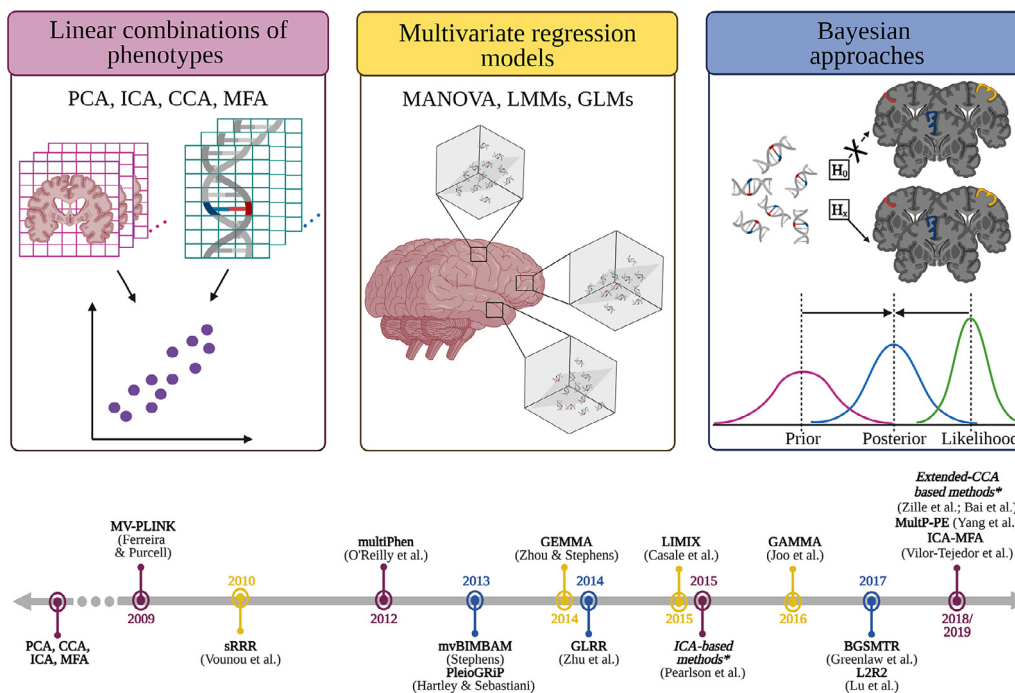 Linear combinations of
phenotypes
PCA, ICA, CCA, MFA
Multivariate regression
models
MANOVA, LMMs, GLMs
Bayesian
approaches
H0
X
Hx
Prior
Posterior
Likelihood
MV-PLINK
(Ferreira
& Purcell)
2009
PCA, CCA,
ICA, MFA
2010
sRRR
(Vounou et al.)
multiPhen
(O'Reilly et al.)
2012
2013
mvBIMBAM
(Stephens)
PleioGRiP
(Hartley & Sebastiani)
GEMMA
(Zhou & Stephens)
2014
2014
GLRR
(Zhu et al.)
LIMIX
(Casale et al.)
2015
2015
ICA-based
methods*
(Pearlson et al.)
GAMMA
(Joo et al.)
2016
2017
BGSMTR
(Greenlaw et al.)
L2R2
(Lu et al.)
Extended-CCA
based methods*
(Zille et al.; Bai et al.)
MultP-PE (Yang et al.)
ICA-MFA
(Vilor-Tejedor et al.)
2018/
2019